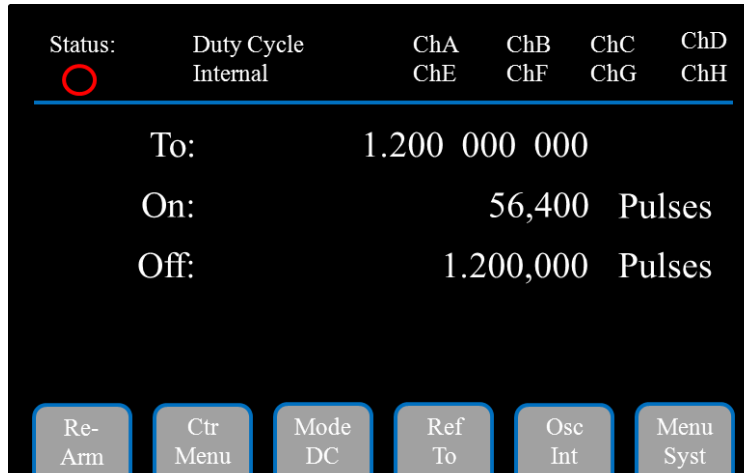 Status: Duty Cycle ChA ChB ChC ChD
Internal ChE ChF ChG ChH
To: 1.200 000 000
On: 56,400 Pulses
Off: 1.200,000 Pulses
Re- Ctr Mode Ref Osc Menu
Arm Menu DC To Int Syst